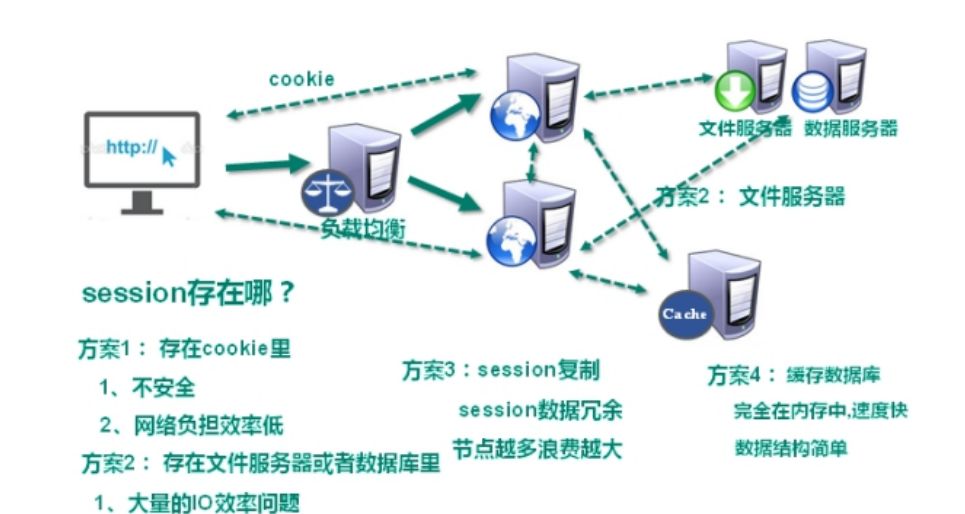 cookie
http://
文件服务器 数据服务器
方案2： 文件服务器
负载均衡
Cache
session存在哪？
方案1： 存在cookie里
1、不安全
2、网络负担效率低
方案2： 存在文件服务器或者数据库里
1、大量的IO效率问题
方案3：session复制
session数据冗余
节点越多浪费越大
方案4： 缓存数据库
完全在内存中,速度快
数据结构简单